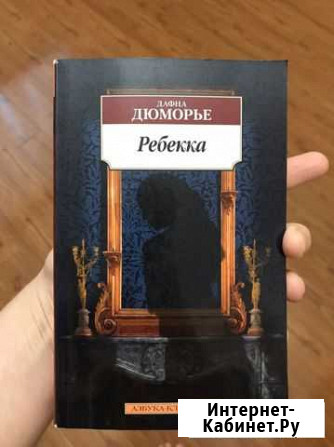 ДАФНА
ДЮМОРЬЕ
Ребекка
Интернет-
Кабинет.Ру